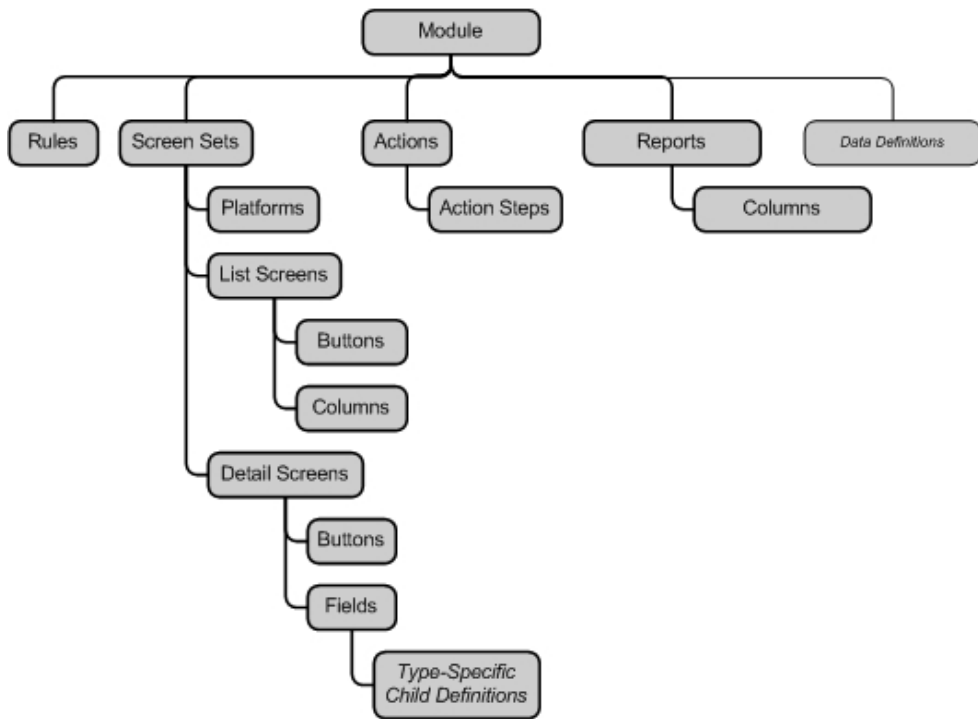 Module
Rules
Screen Sets
Actions
Reports
Data Definitions
Platforms
Action Steps
Columns
List Screens
Buttons
Columns
Detail Screens
Buttons
Fields
Type-Specific
Child Definitions